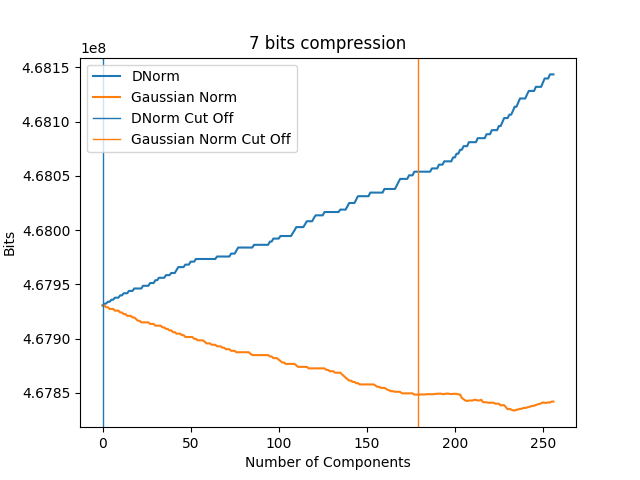 7 bits compression
1e8
4.6815
4.6810
4.6805
4.6800
4.6795
4.6790
4.6785
Bits
DNorm
Gaussian Norm
DNorm Cut Off
Gaussian Norm Cut Off
0 50 100 150 200 250
Number of Components